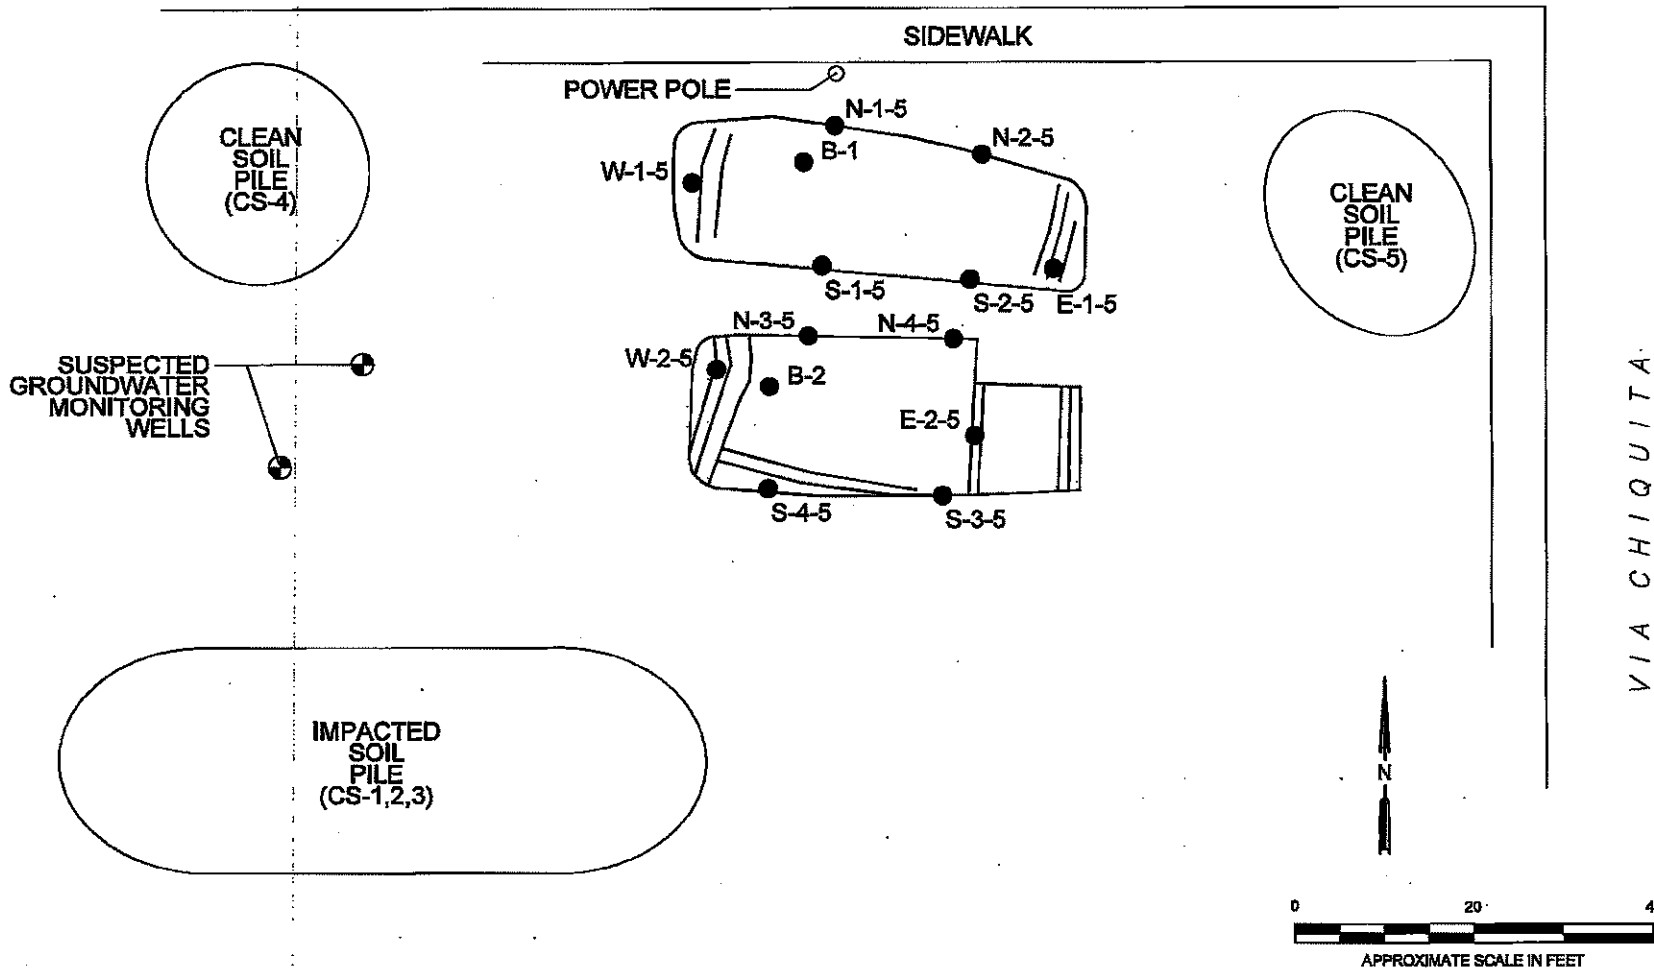 SIDEWALK
POWER POLE
N-1-5
CLEAN
SOIL
PILE
(CS-4)
B-1
N-2-5
W-1-5
CLEAN
SOIL
PILE
(CS-5)
S-1-5
S-2-5
E-1-5
N-3-5
N-4-5
SUSPECTED
GROUNDWATER
MONITORING
WELLS
W-2-5
B-2
E-2-5
S-4-5
S-3-5
VIA CHIQUITA
IMPACTED
SOIL
PILE
(CS-1,2,3)
N
0 20 4
APPROXIMATE SCALE IN FEET